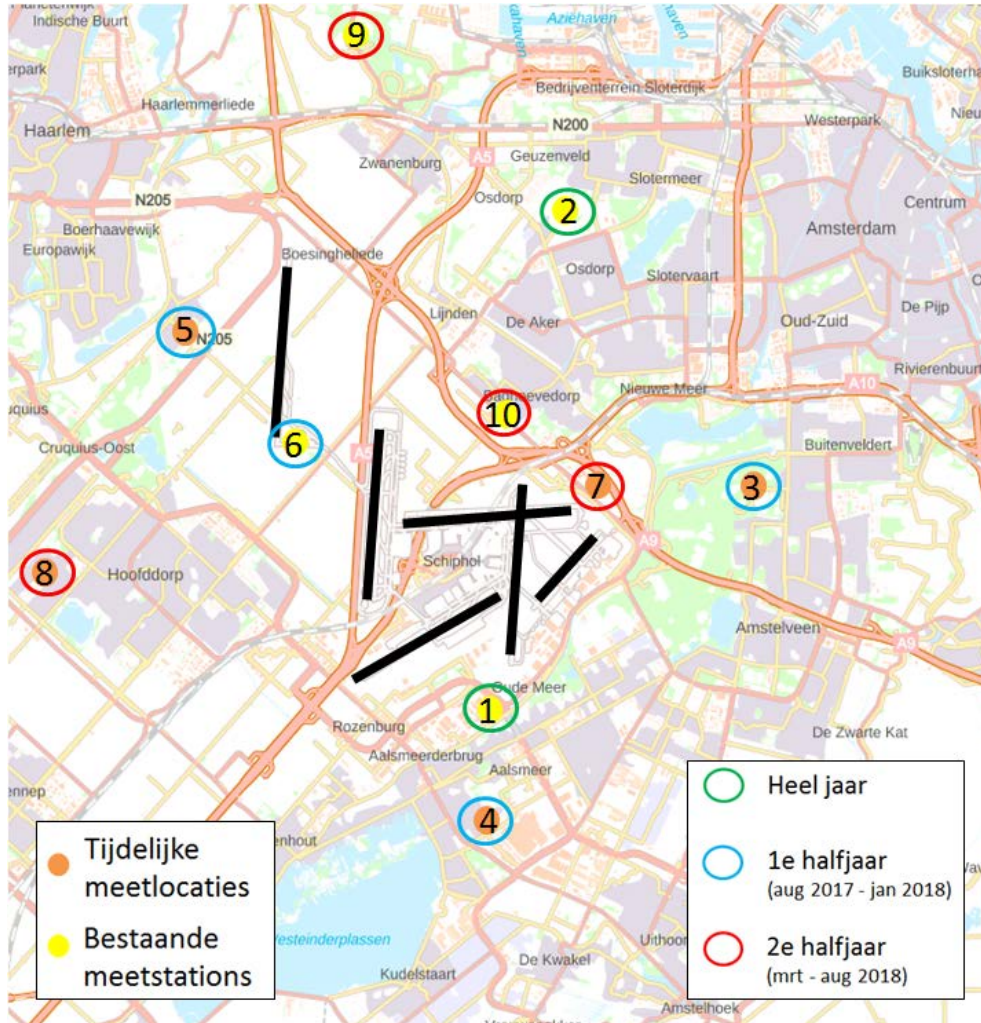 Indische Buurt
9
Aziëhaven
Buiksloterha
erpark
Haarlemmerliede
Bedrijventerrein Sloterdijk
Haarlem
N200
Westerpark
Zwanenburg
A5
Geuzenveld
Slotermeer
N205
Osdorp
2
Centrum
Boerhaavewijk
Amsterdam
Europawijk
Boesingheliede
Osdorp
Slotervaart
De Pijp
5
N205
Lijnden
De Aker
Oud-Zuid
Rivierenbuurt
Nieuwe Meer
A10
10
Badhoevedorp
Cruquius-Oost
6
A5
Buitenveldert
7
3
8
Hoofddorp
Schiphol
A9
Amstelveen
A9
Oude Meer
1
Rozenburg
De Zwarte Kat
Aalsmeerderbrug
Aalsmeer
4
Heel jaar
Tijdelijke
meetlocaties
1e halfjaar
(aug 2017 - jan 2018)
Bestaande
meetstations
2e halfjaar
(mrt - aug 2018)
Westeinderplassen
De Kwakel
Uithoor
Kudelstaart
Amstelhoek